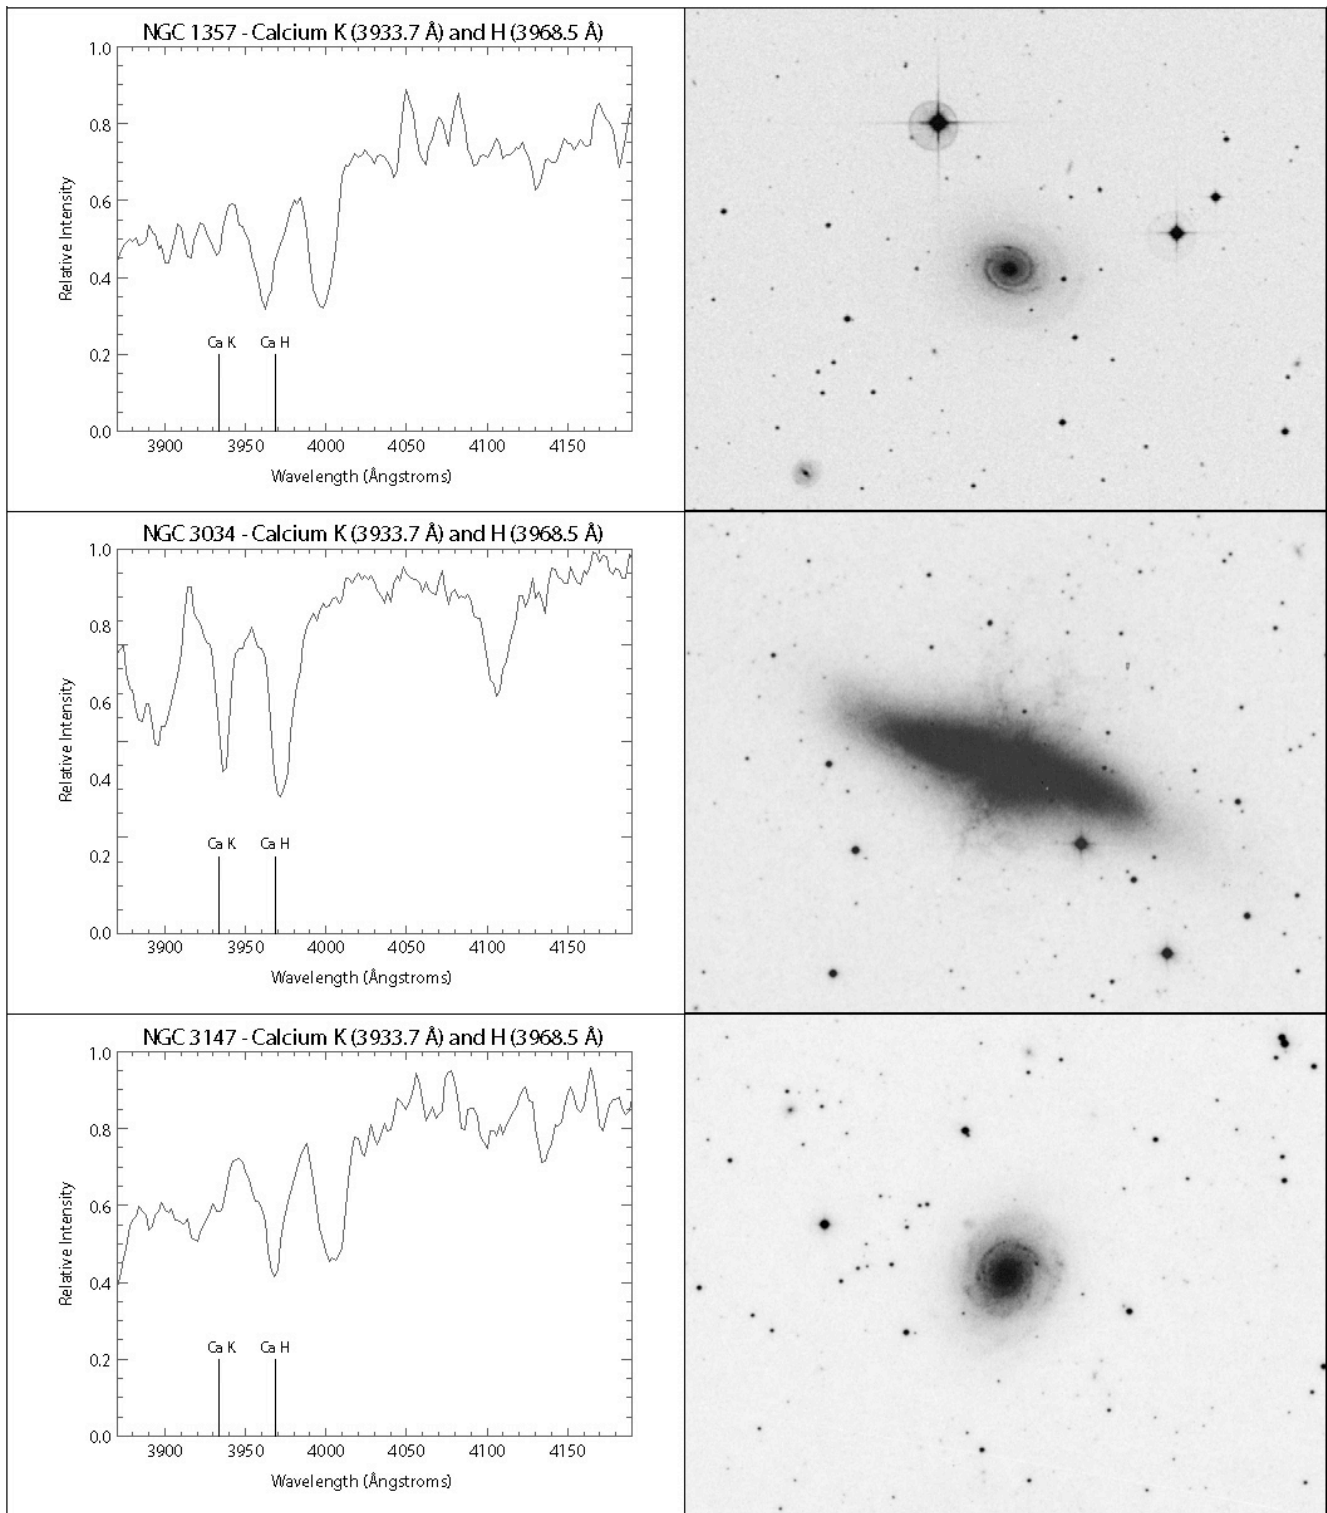 NGC 1357 - Calcium K (3933.7 Å) and H (3968.5 Å)
1.0
0.8
0.6
0.4
0.2
0.0
Relative Intensity
Ca K Ca H
3900 3950 4000 4050 4100 4150
Wavelength (Ångstroms)
NGC 3034 - Calcium K (3933.7 Å) and H (3968.5 Å)
1.0
0.8
0.6
0.4
0.2
0.0
Relative Intensity
Ca K Ca H
3900 3950 4000 4050 4100 4150
Wavelength (Ångstroms)
NGC 3147 - Calcium K (3933.7 Å) and H (3968.5 Å)
1.0
0.8
0.6
0.4
0.2
0.0
Relative Intensity
Ca K Ca H
3900 3950 4000 4050 4100 4150
Wavelength (Ångstroms)